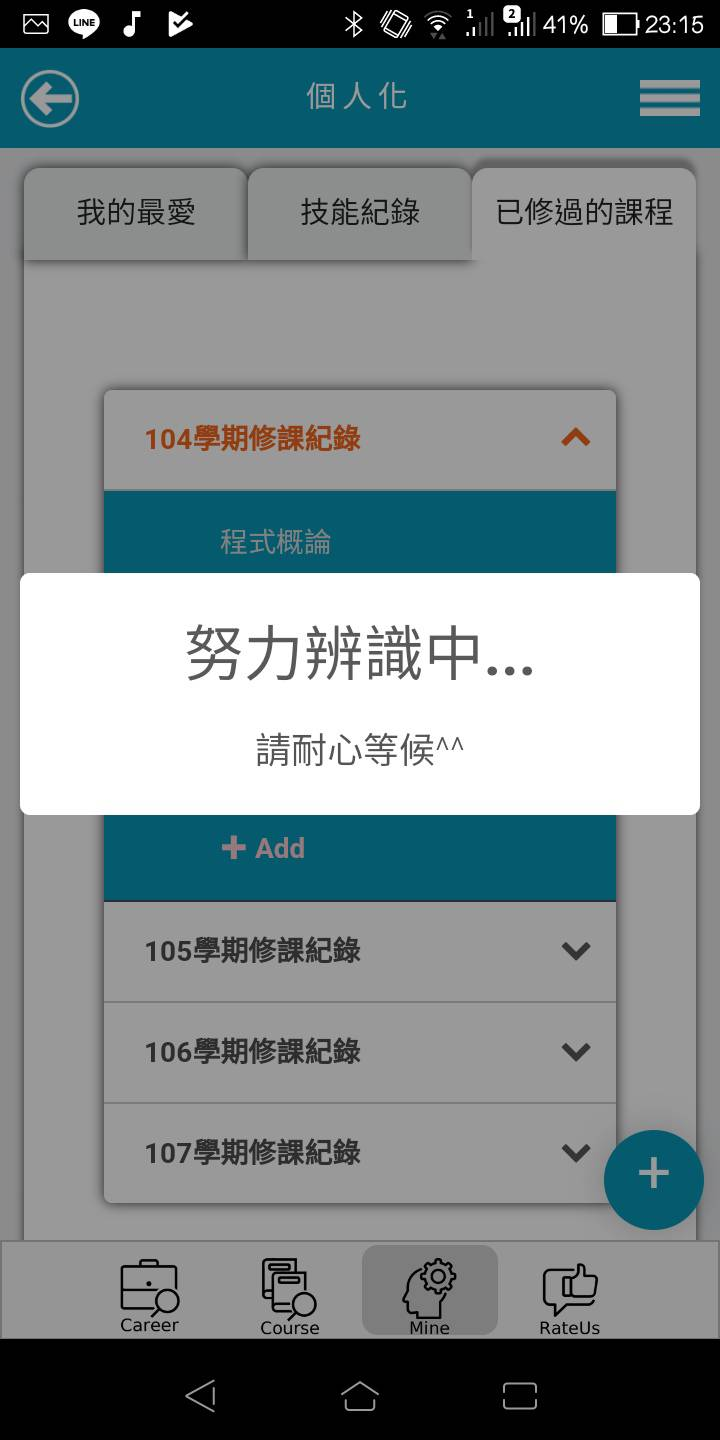 LINE
1
2
41%
23:15
個人化
我的最愛
技能紀錄
已修過的課程
104學期修課紀錄
程式概論
努力辨識中...
請耐心等候^^
+ Add
105學期修課紀錄
106學期修課紀錄
107學期修課紀錄
+
Career
Course
Mine
RateUs